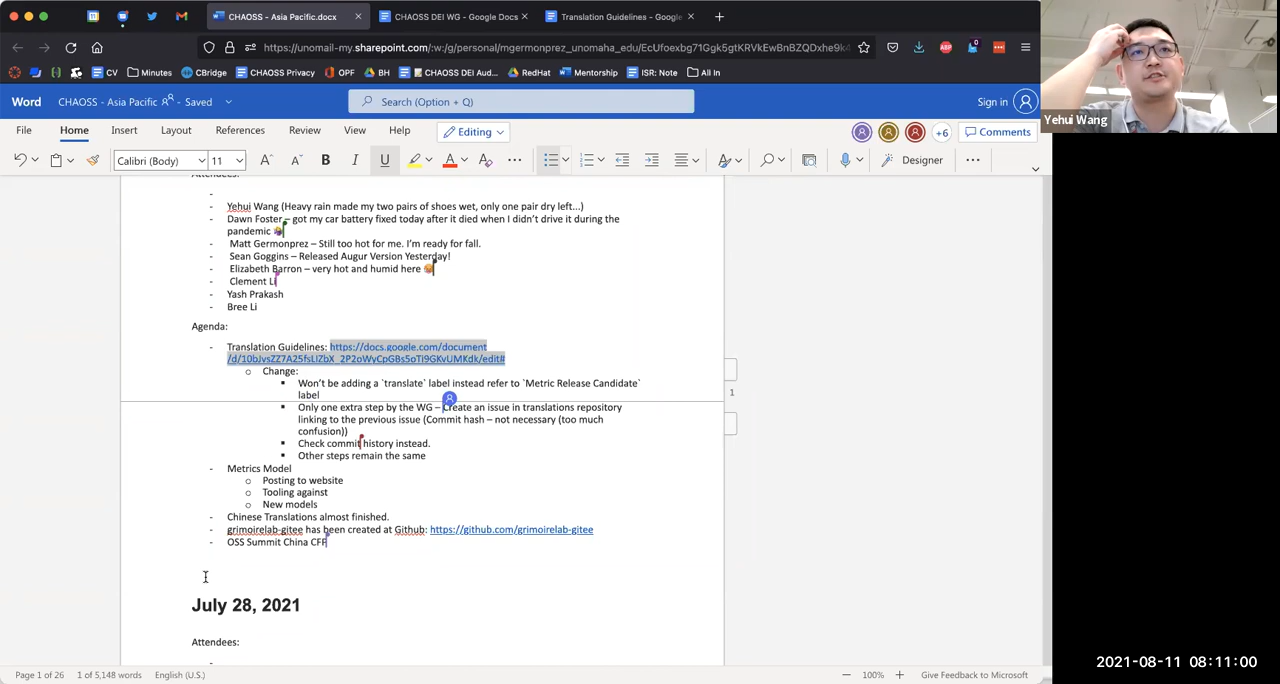 CHAOSS - Asia Pacific.docx
CHAOSS DEI WG - Google Docs
Translation Guidelines - Google
https://unomail-my.sharepoint.com/:w:/g/personal/mgermonprez_unomaha_edu/
CV
Minutes
CBridge
CHAOSS Privacy
OPF
BH
CHAOSS DEI Aud...
RedHat
Mentorship
ISR: Note
All In
Word
CHAOSS - Asia Pacific
- Saved
Search (Option + Q)
Sign in
Yehui Wang
File
Home
Insert
Layout
References
Review
View
Help
Editing
+6
Comments
Calibri (Body)
11
B
I
U
A
Designer
Attendees:
-
- Yehui Wang (Heavy rain made my two pairs of shoes wet, only one pair dry left...)
- Dawn Foster – got my car battery fixed today after it died when I didn't drive it during the
pandemic
- Matt Germonprez – Still too hot for me. I'm ready for fall.
- Sean Goggins – Released Augur Version Yesterday!
- Elizabeth Barron – very hot and humid here
- Clement Li
- Yash Prakash
- Bree Li
Agenda:
- Translation Guidelines: https://docs.google.com/document
o Change:
▪ Won't be adding a `translate` label instead refer to `Metric Release Candidate`
label
▪ Only one extra step by the WG – Create an issue in translations repository
linking to the previous issue (Commit hash – not necessary (too much
confusion))
▪ Check commit history instead.
▪ Other steps remain the same
- Metrics Model
o Posting to website
o Tooling against
o New models
- Chinese Translations almost finished.
- grimoirelab-gitee has been created at Github: https://github.com/grimoirelab-gitee
- OSS Summit China CFP
1
July 28, 2021
Attendees:
-
Page 1 of 26
1 of 5,148 words
English (U.S.)
100%
Give Feedback to Microsoft
2021-08-11 08:11:00